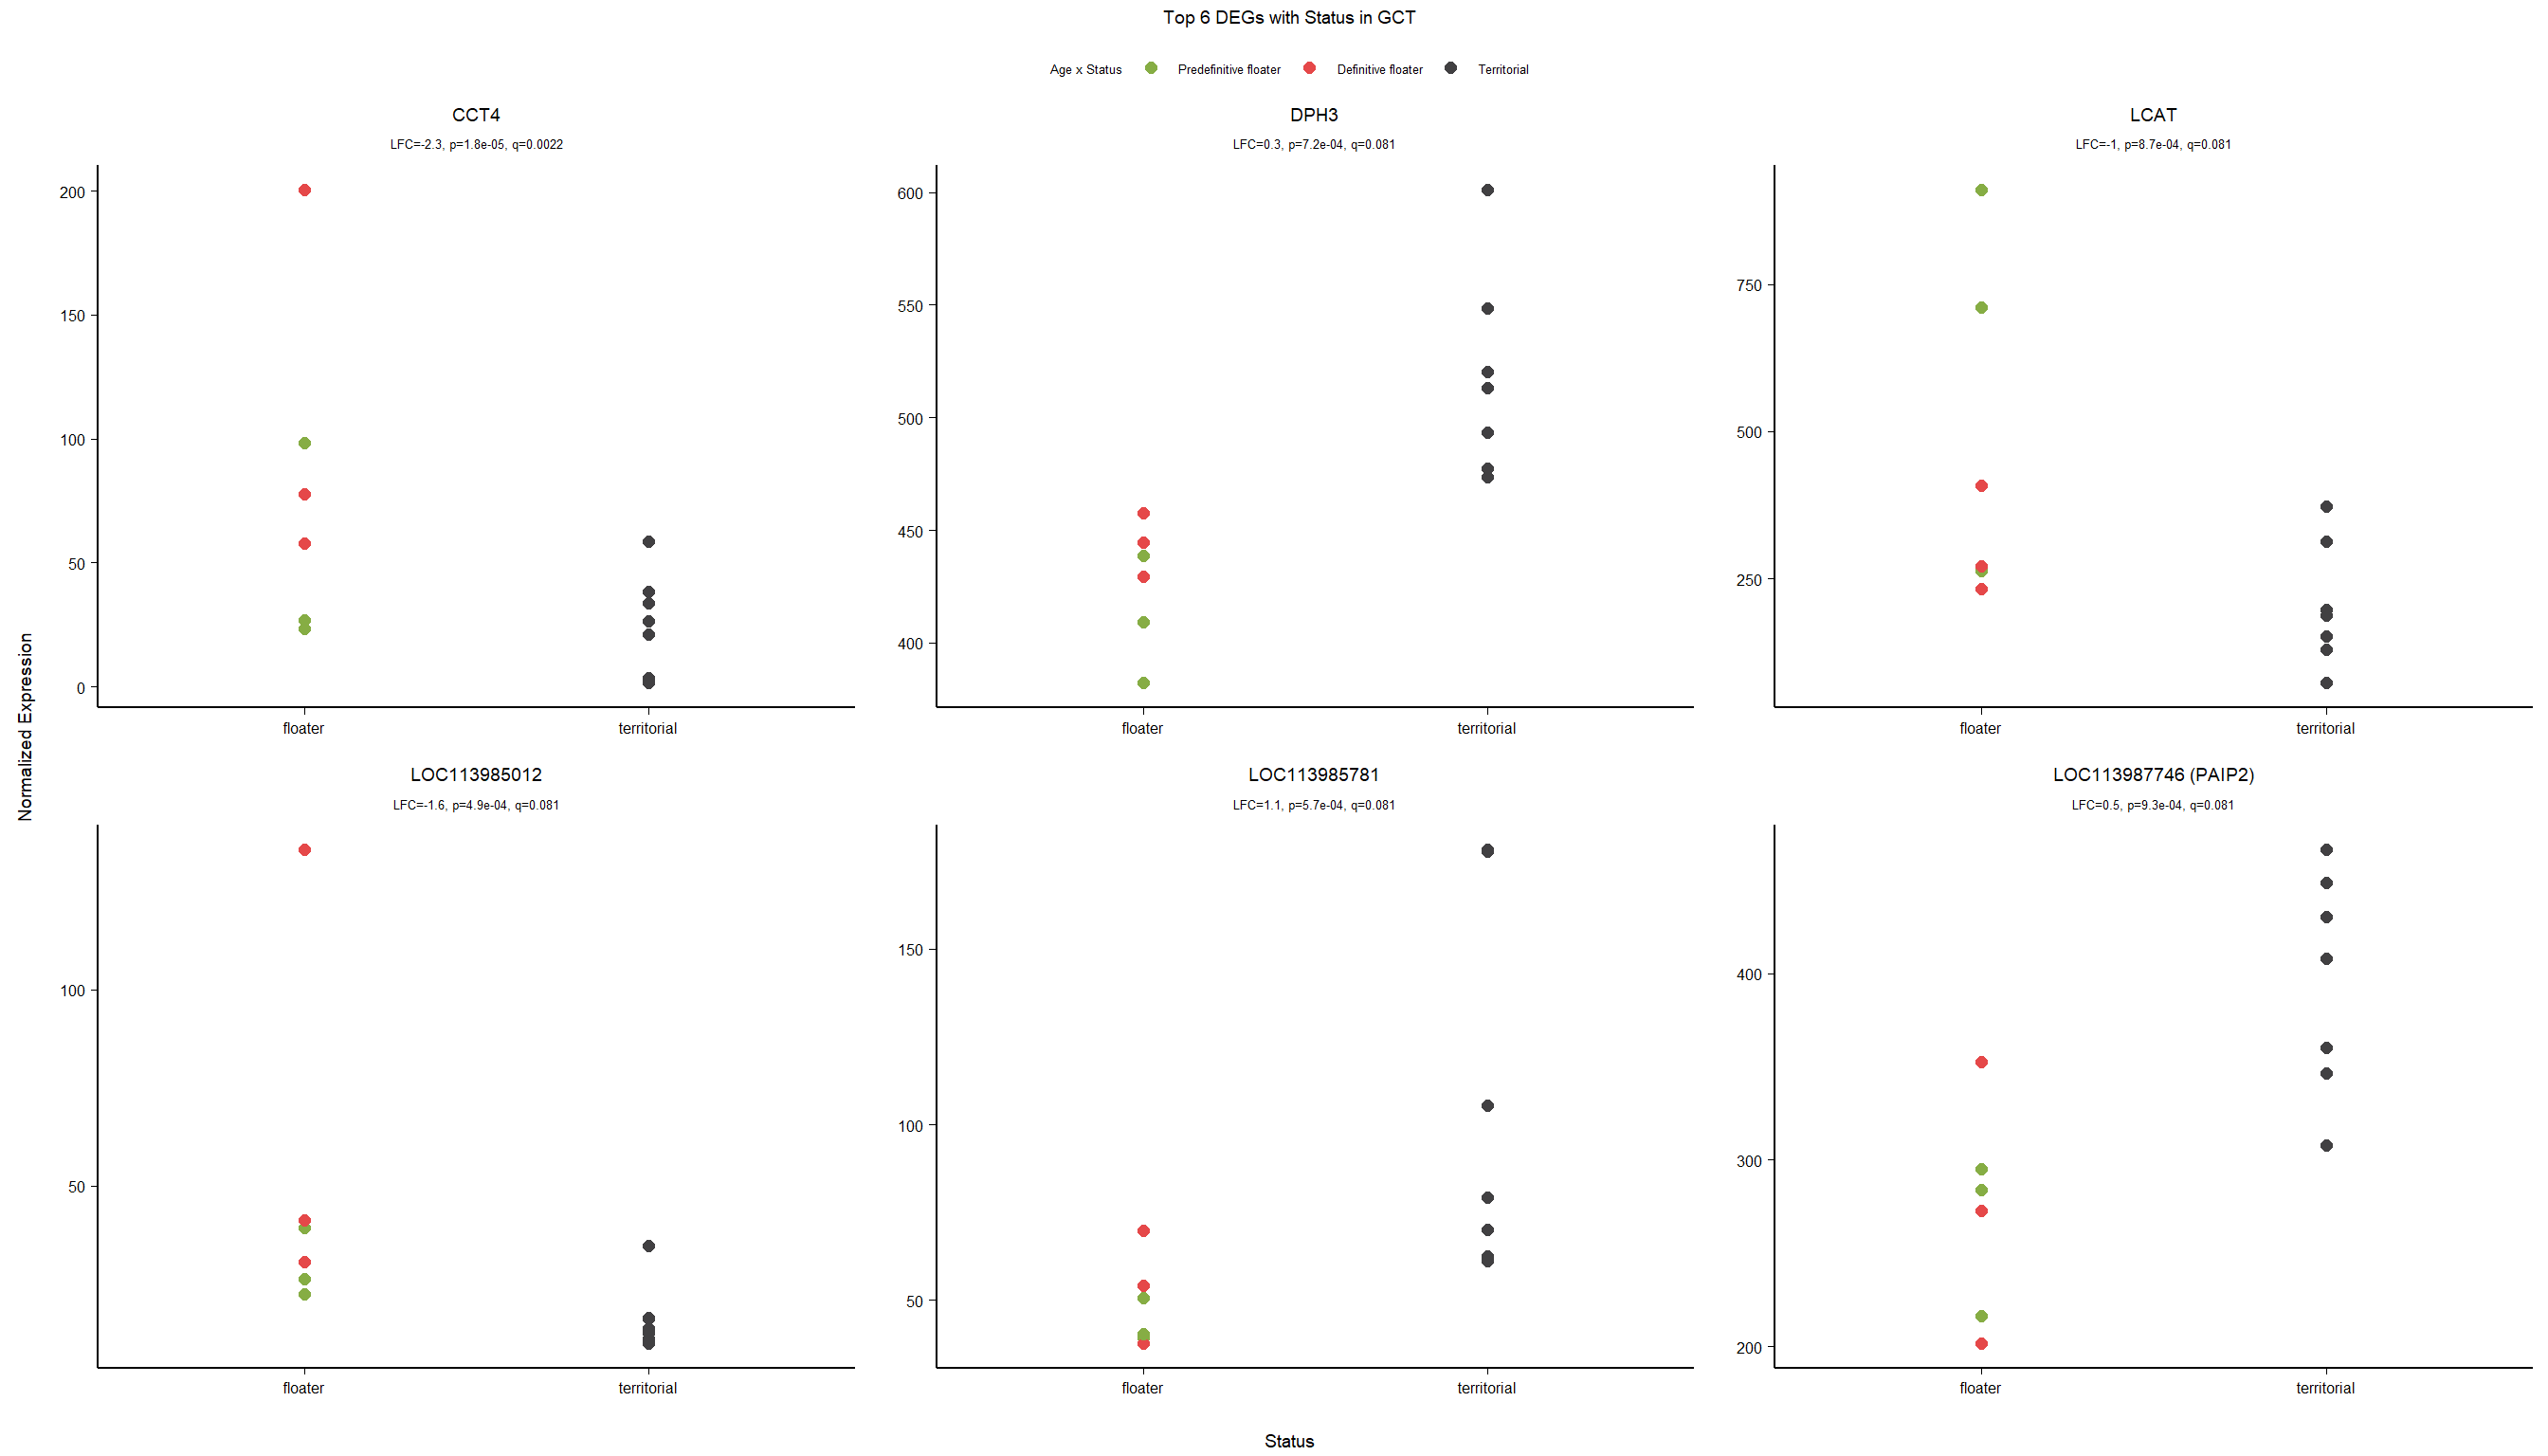 Top 6 DEGs with Status in GCT
Age x Status Predefinitive floater Definitive floater Territorial
CCT4
LFC=-2.3, p=1.8e-05, q=0.0022
200
150
100
50
0
floater territorial
DPH3
LFC=0.3, p=7.2e-04, q=0.081
600
550
500
450
400
floater territorial
LCAT
LFC=-1, p=8.7e-04, q=0.081
750
500
250
floater territorial
Normalized Expression
LOC113985012
LFC=-1.6, p=4.9e-04, q=0.081
100
50
floater territorial
LOC113985781
LFC=1.1, p=5.7e-04, q=0.081
150
100
50
floater territorial
LOC113987746 (PAIP2)
LFC=0.5, p=9.3e-04, q=0.081
400
300
200
floater territorial
Status